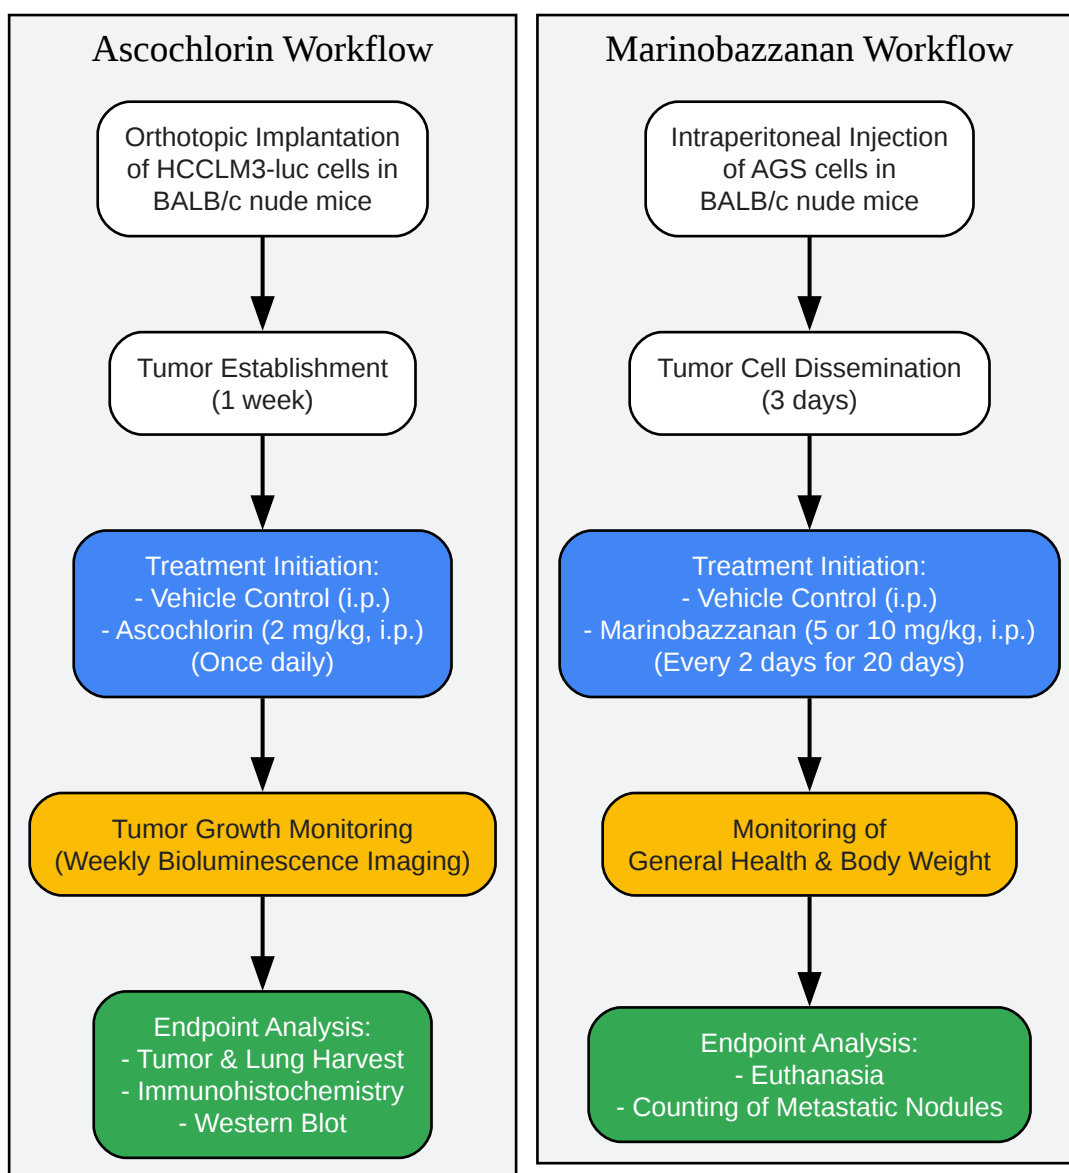 Ascochlorin Workflow
Orthotopic Implantation
of HCCLM3-luc cells in
BALB/c nude mice
Tumor Establishment
(1 week)
Treatment Initiation:
- Vehicle Control (i.p.)
- Ascochlorin (2 mg/kg, i.p.)
(Once daily)
Tumor Growth Monitoring
(Weekly Bioluminescence Imaging)
Endpoint Analysis:
- Tumor & Lung Harvest
- Immunohistochemistry
- Western Blot
Marinobazzanan Workflow
Intraperitoneal Injection
of AGS cells in
BALB/c nude mice
Tumor Cell Dissemination
(3 days)
Treatment Initiation:
- Vehicle Control (i.p.)
- Marinobazzanan (5 or 10 mg/kg, i.p.)
(Every 2 days for 20 days)
Monitoring of
General Health & Body Weight
Endpoint Analysis:
- Euthanasia
- Counting of Metastatic Nodules